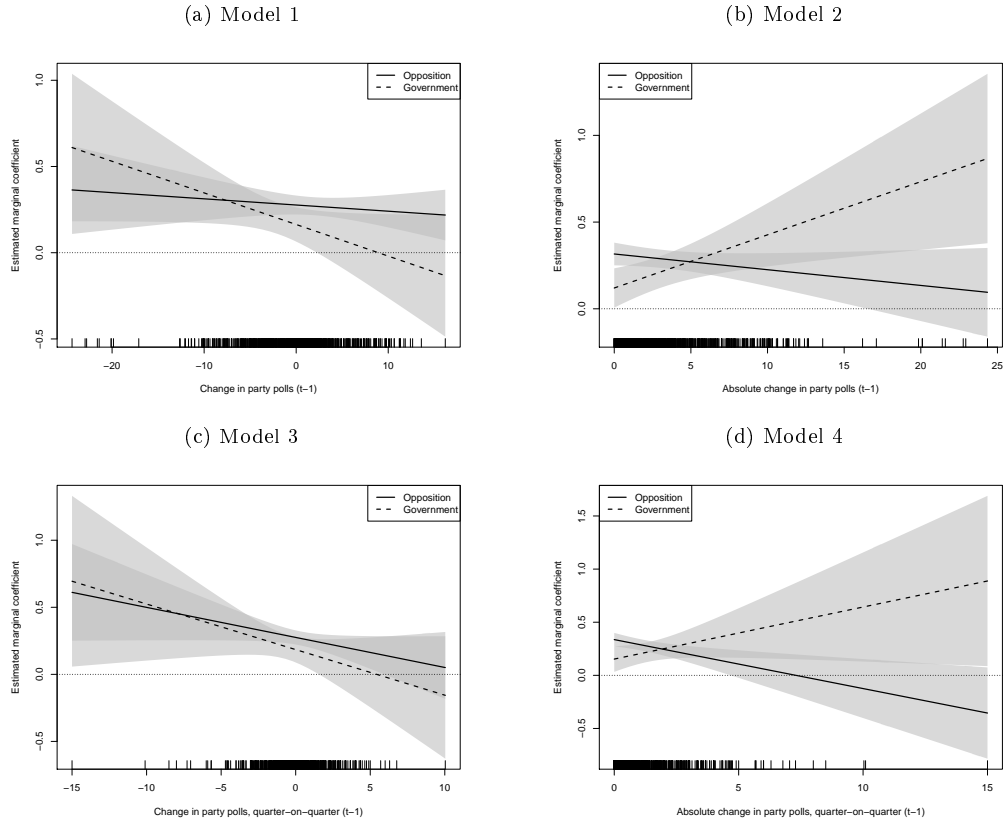 (a) Model 1
Opposition
Government
Estimated marginal coefficient
1.0
0.5
0.0
−0.5
−20
−10
0
10
Change in party polls (t−1)
(b) Model 2
Opposition
Government
Estimated marginal coefficient
1.0
0.5
0.0
0
5
10
15
20
25
Absolute change in party polls (t−1)
(c) Model 3
Opposition
Government
Estimated marginal coefficient
1.0
0.5
0.0
−0.5
−15
−10
−5
0
5
10
Change in party polls, quarter−on−quarter (t−1)
(d) Model 4
Opposition
Government
Estimated marginal coefficient
1.5
1.0
0.5
0.0
−0.5
0
5
10
15
Absolute change in party polls, quarter−on−quarter (t−1)